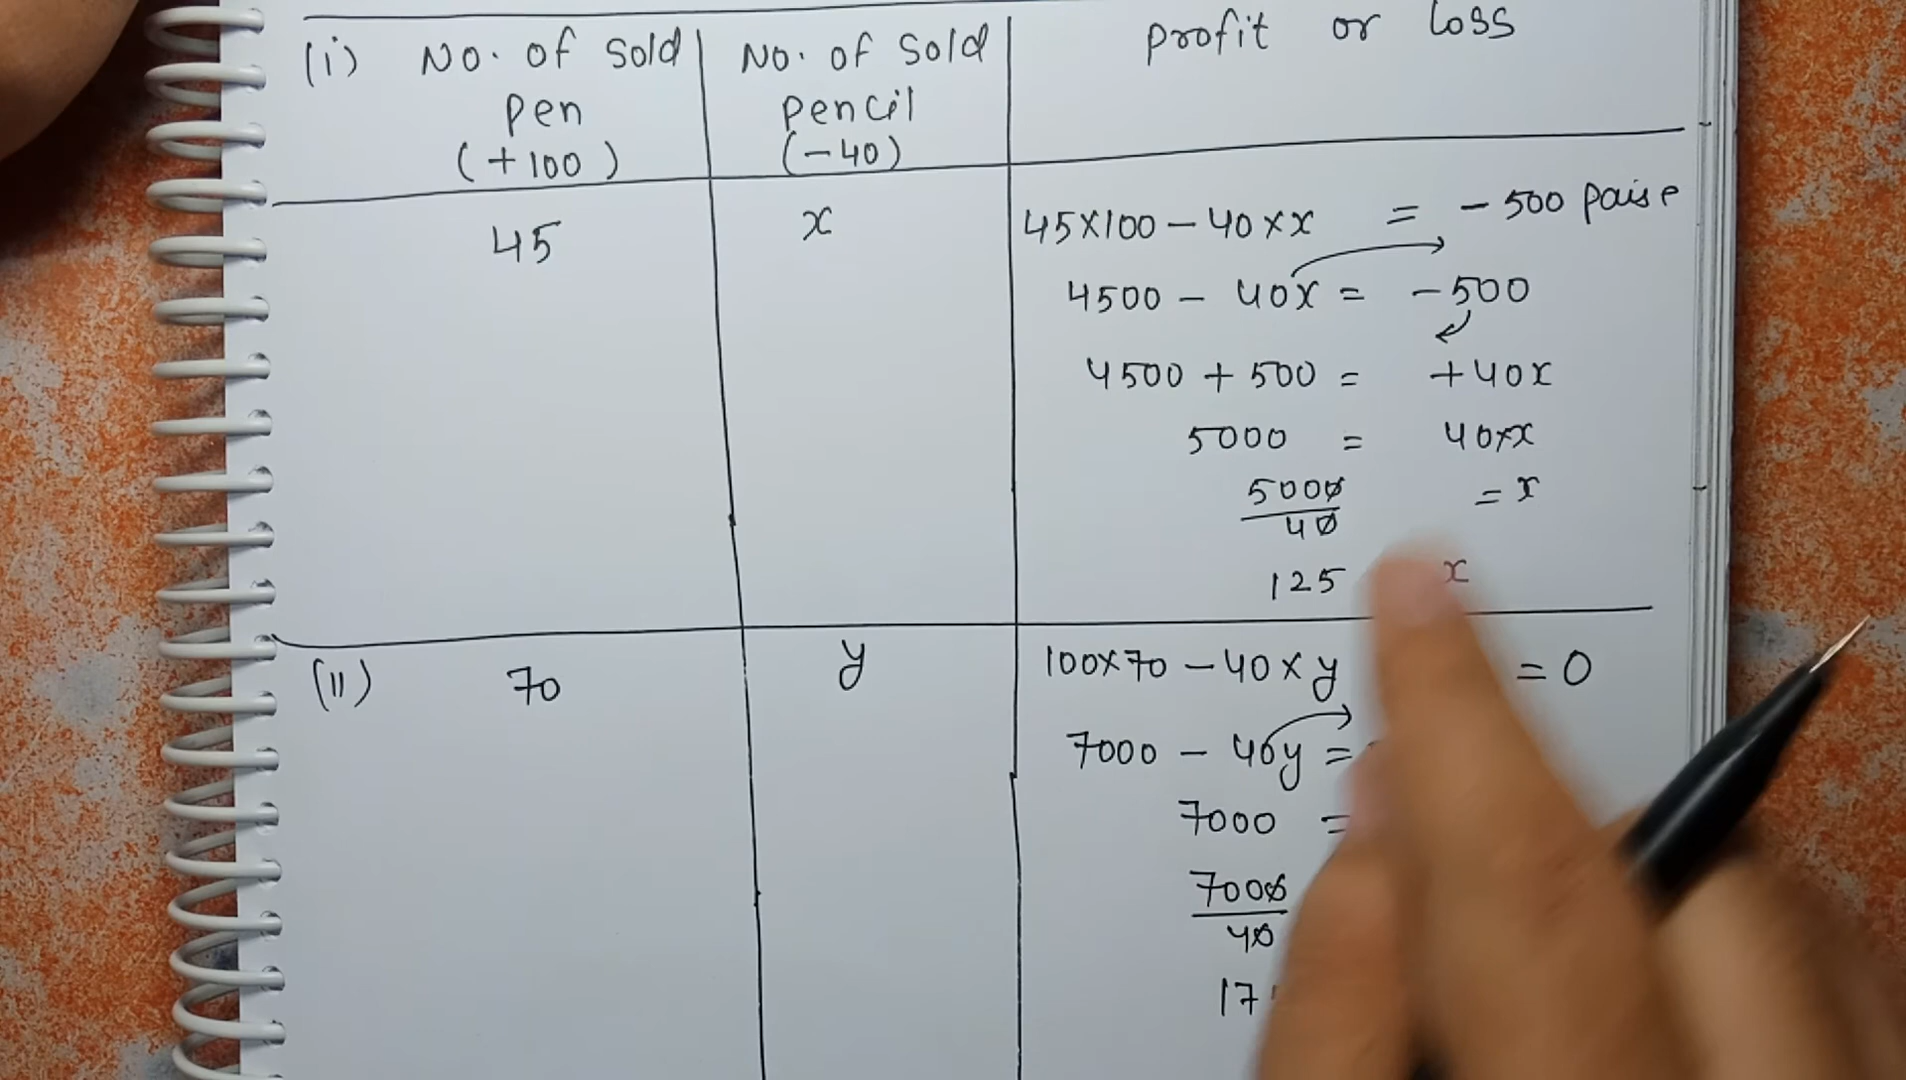 (i) No. of sold pen (+100) | No. of sold pencil (-40) | profit or loss
45 | x | 45×100 - 40×x = - 500 paise
4500 - 40x = - 500
4500 + 500 = + 40x
5000 = 40×x
5000/40 = x
125 x
(ii) 70 | y | 100×70 - 40×y = 0
7000 - 40y =
7000 =
7000/40
17